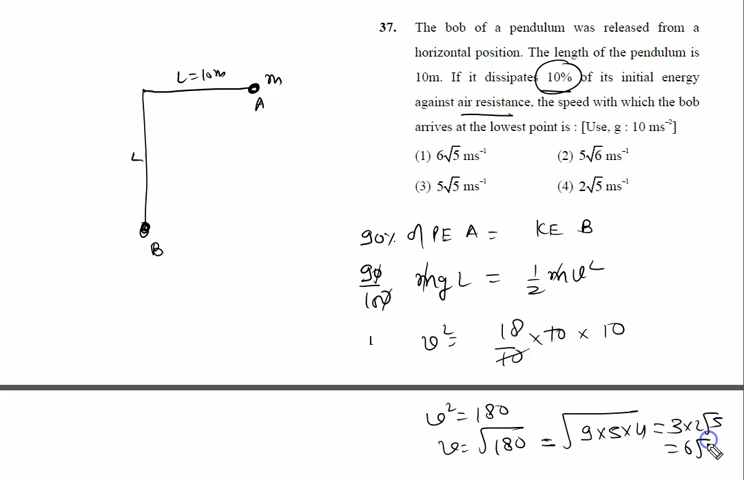 37. The bob of a pendulum was released from a
horizontal position. The length of the pendulum is
10m. If it dissipates 10% of its initial energy
against air resistance, the speed with which the bob
arrives at the lowest point is : [Use, g : 10 ms⁻²]
(1) 6√5 ms⁻¹ (2) 5√6 ms⁻¹
(3) 5√5 ms⁻¹ (4) 2√5 ms⁻¹
L=10m m
A
L
B
90% of PE A = KE B
90/100 mgL = 1/2 mv²
v² = 18/10 × 10 × 10
v² = 180
v = √180 = √9×5×4 = 3×2√5
= 6√5